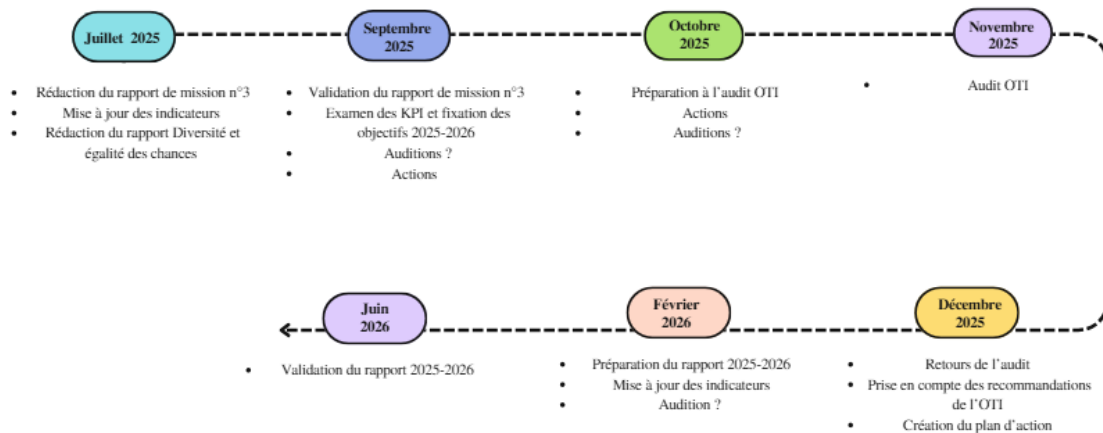 Juillet 2025
• Rédaction du rapport de mission n°3
• Mise à jour des indicateurs
• Rédaction du rapport Diversité et
égalité des chances
Septembre
2025
• Validation du rapport de mission n°3
• Examen des KPI et fixation des
objectifs 2025-2026
• Auditions ?
• Actions
Octobre
2025
• Préparation à l’audit OTI
• Actions
• Auditions ?
Novembre
2025
• Audit OTI
Décembre
2025
• Retours de l’audit
• Prise en compte des recommandations
de l’OTI
• Création du plan d’action
Février
2026
• Préparation du rapport 2025-2026
• Mise à jour des indicateurs
• Audition ?
Juin
2026
• Validation du rapport 2025-2026